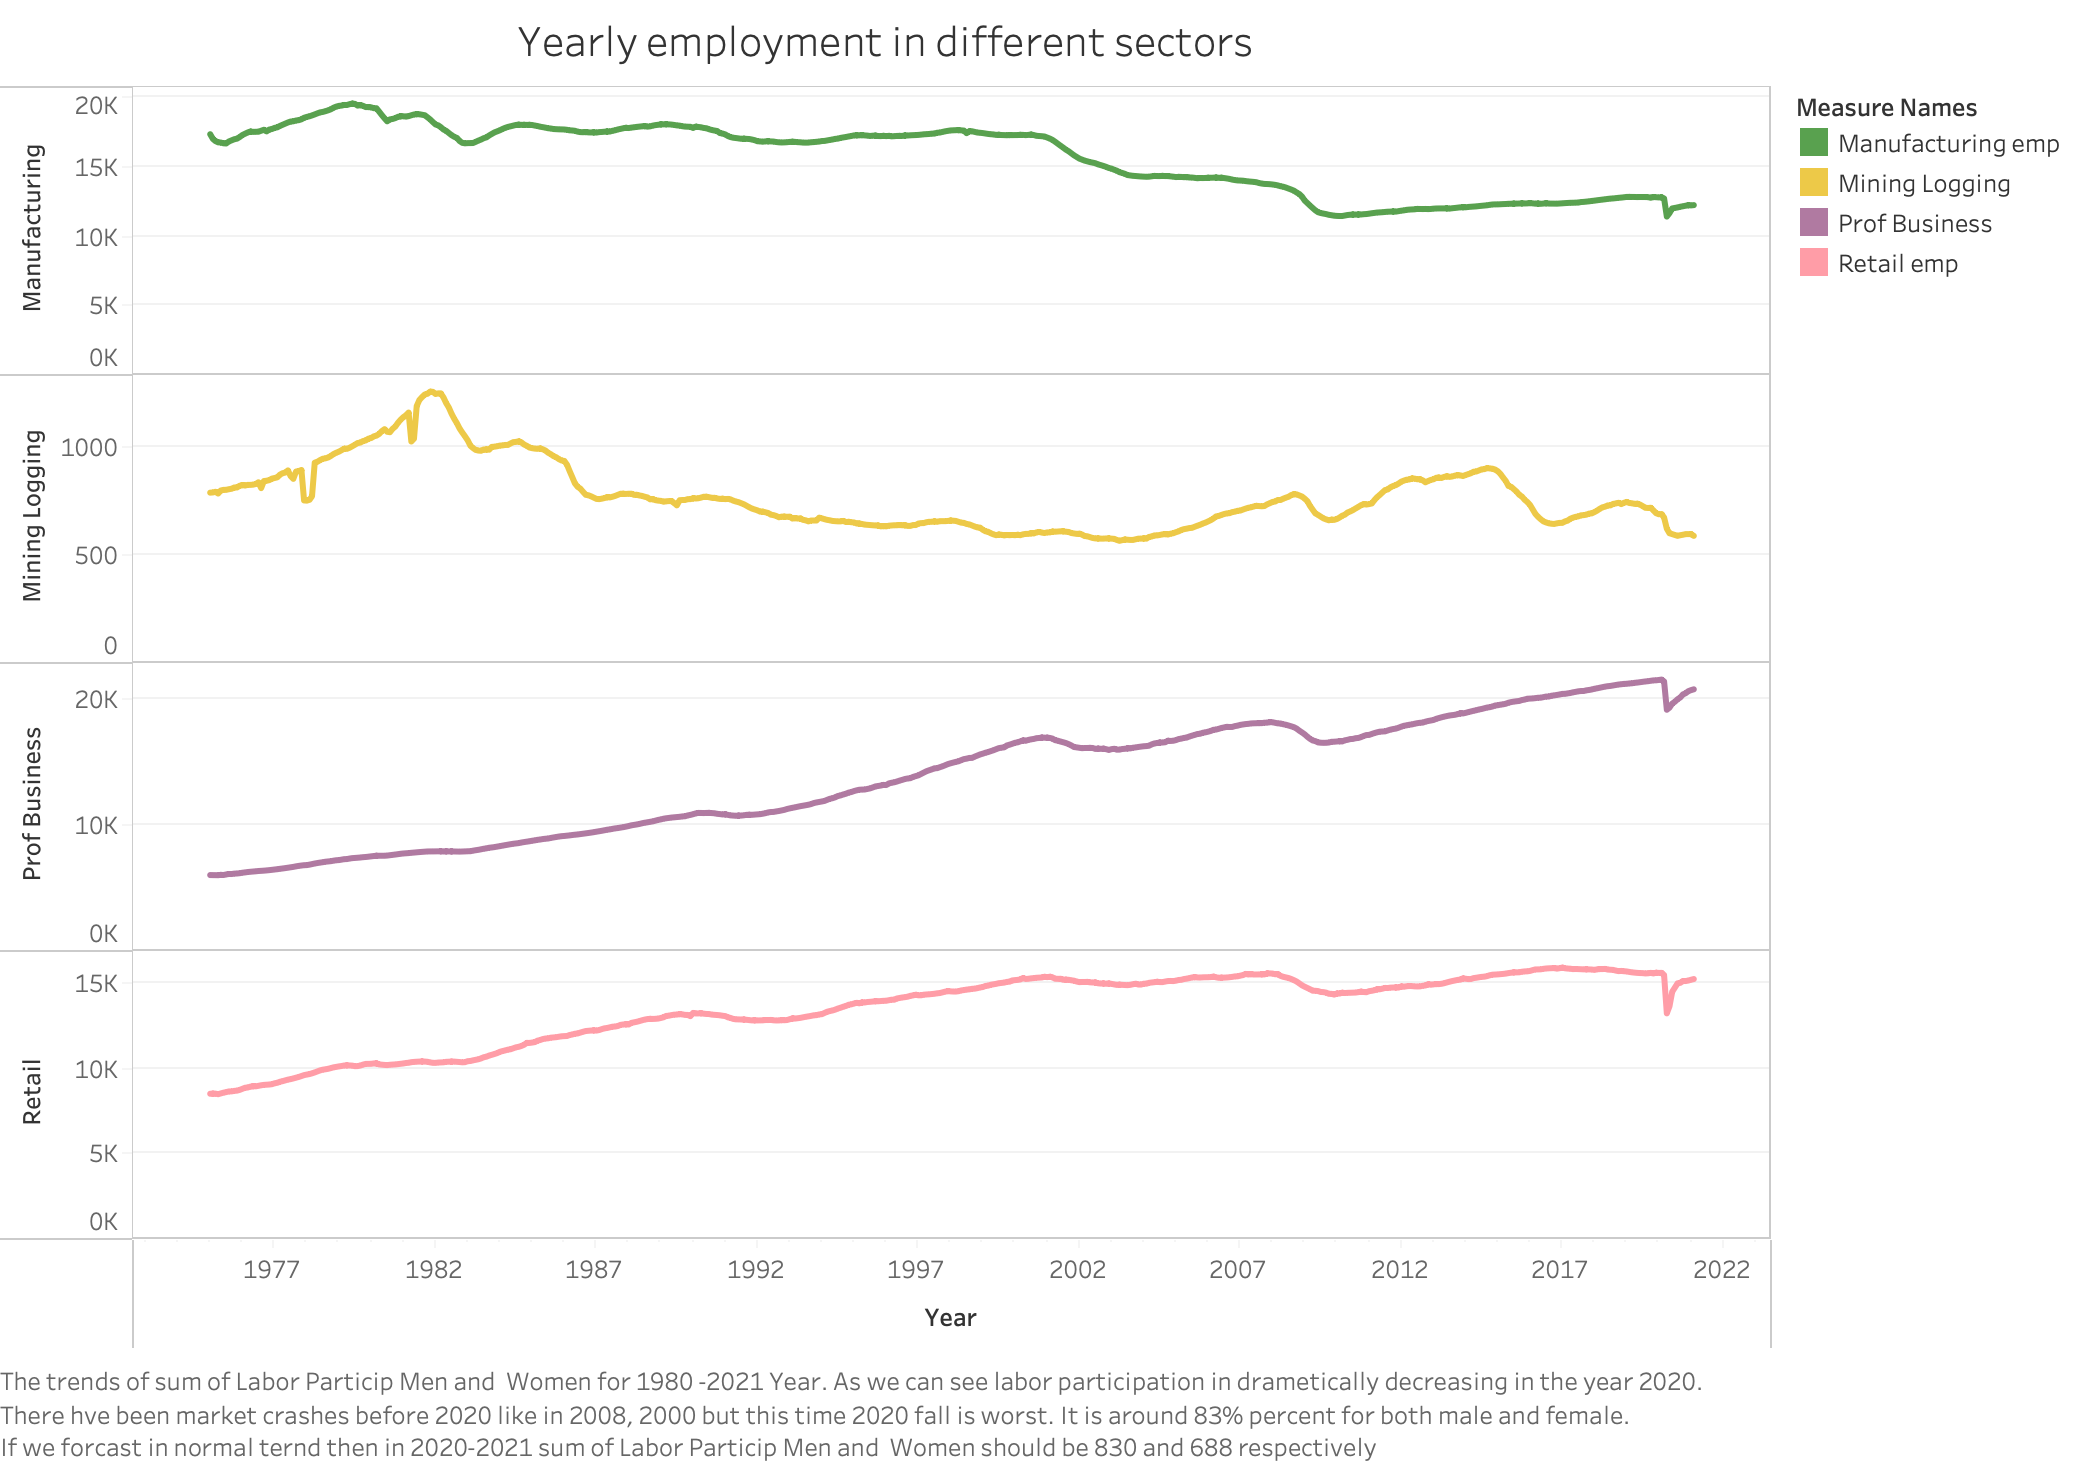 Yearly employment in different sectors
Manufacturing
20K
15K
10K
5K
0K
Mining Logging
1000
500
0
Prof Business
20K
10K
0K
Retail
15K
10K
5K
0K
1977 1982 1987 1992 1997 2002 2007 2012 2017 2022
Year
Measure Names
Manufacturing emp
Mining Logging
Prof Business
Retail emp
The trends of sum of Labor Particip Men and  Women for 1980 -2021 Year. As we can see labor participation in drametically decreasing in the year 2020.
There hve been market crashes before 2020 like in 2008, 2000 but this time 2020 fall is worst. It is around 83% percent for both male and female.
If we forcast in normal ternd then in 2020-2021 sum of Labor Particip Men and  Women should be 830 and 688 respectively